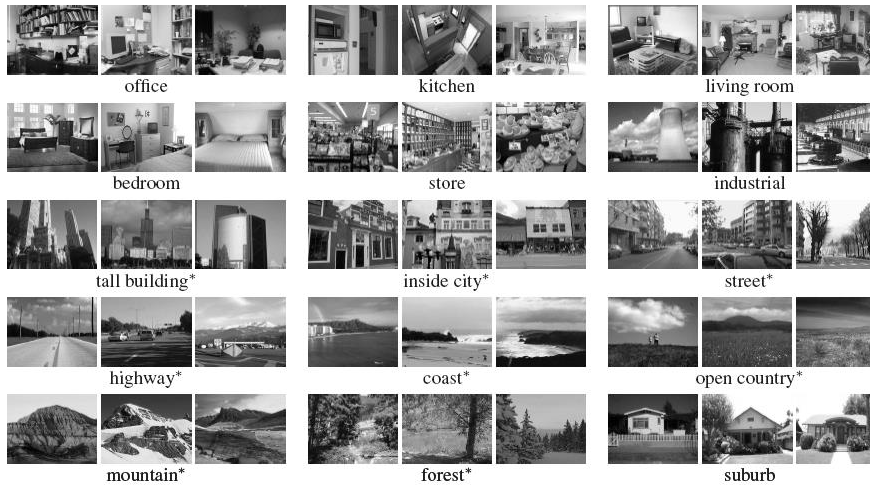 office
kitchen
living room
bedroom
store
industrial
tall building*
inside city*
street*
highway*
coast*
open country*
mountain*
forest*
suburb